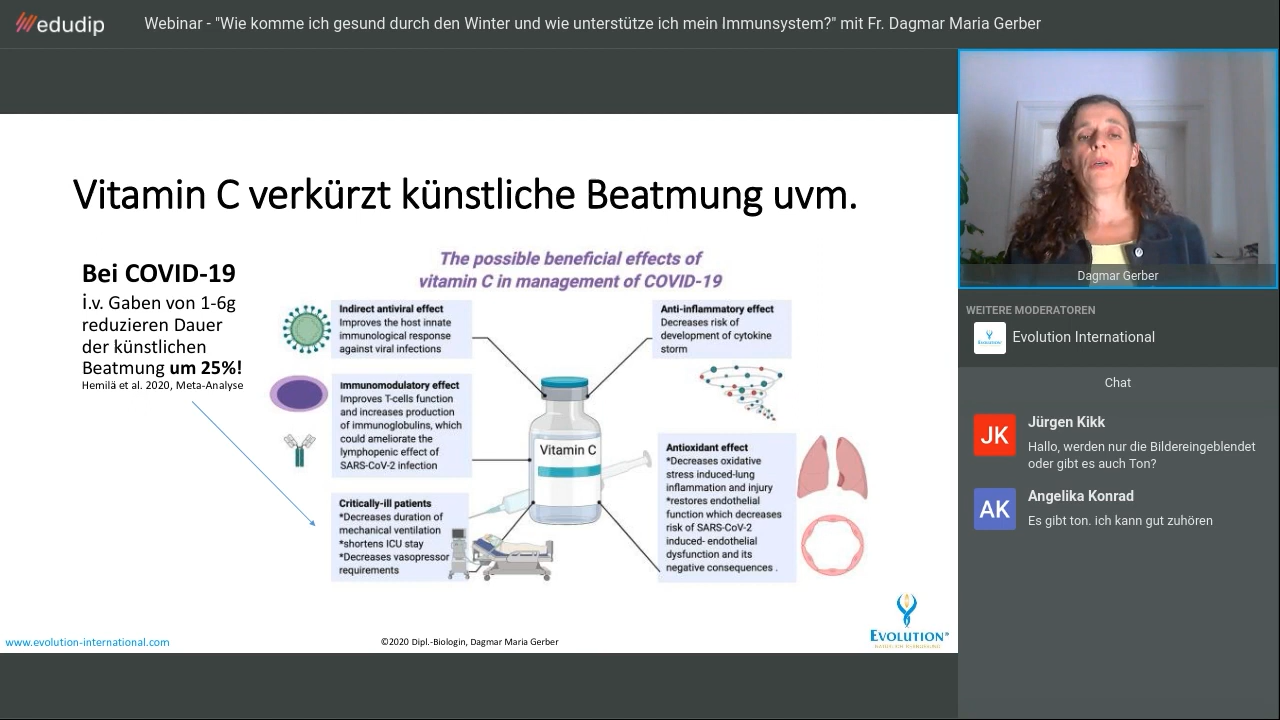 edudip
Webinar - "Wie komme ich gesund durch den Winter und wie unterstütze ich mein Immunsystem?" mit Fr. Dagmar Maria Gerber
Vitamin C verkürzt künstliche Beatmung uvm.
Bei COVID-19
i.v. Gaben von 1-6g
reduzieren Dauer
der künstlichen
Beatmung um 25%!
Hemilä et al. 2020, Meta-Analyse
The possible beneficial effects of
vitamin C in management of COVID-19
Indirect antiviral effect
Improves the host innate
immunological response
against viral infections
Immunomodulatory effect
Improves T-cells function
and increases production
of immunoglobulins, which
could ameliorate the
lymphopenic effect of
SARS-CoV-2 infection
Critically-ill patients
*Decreases duration of
mechanical ventilation
*shortens ICU stay
*Decreases vasopressor
requirements
Vitamin C
Anti-inflammatory effect
Decreases risk of
development of cytokine
storm
Antioxidant effect
*Decreases oxidative
stress induced-lung
inflammation and injury
*restores endothelial
function which decreases
risk of SARS-CoV-2
induced- endothelial
dysfunction and its
negative consequences .
www.evolution-international.com
©2020 Dipl.-Biologin, Dagmar Maria Gerber
EVOLUTION®
Dagmar Gerber
WEITERE MODERATOREN
Evolution International
Chat
JK
Jürgen Kikk
Hallo, werden nur die Bildereingeblendet
oder gibt es auch Ton?
AK
Angelika Konrad
Es gibt ton. ich kann gut zuhören